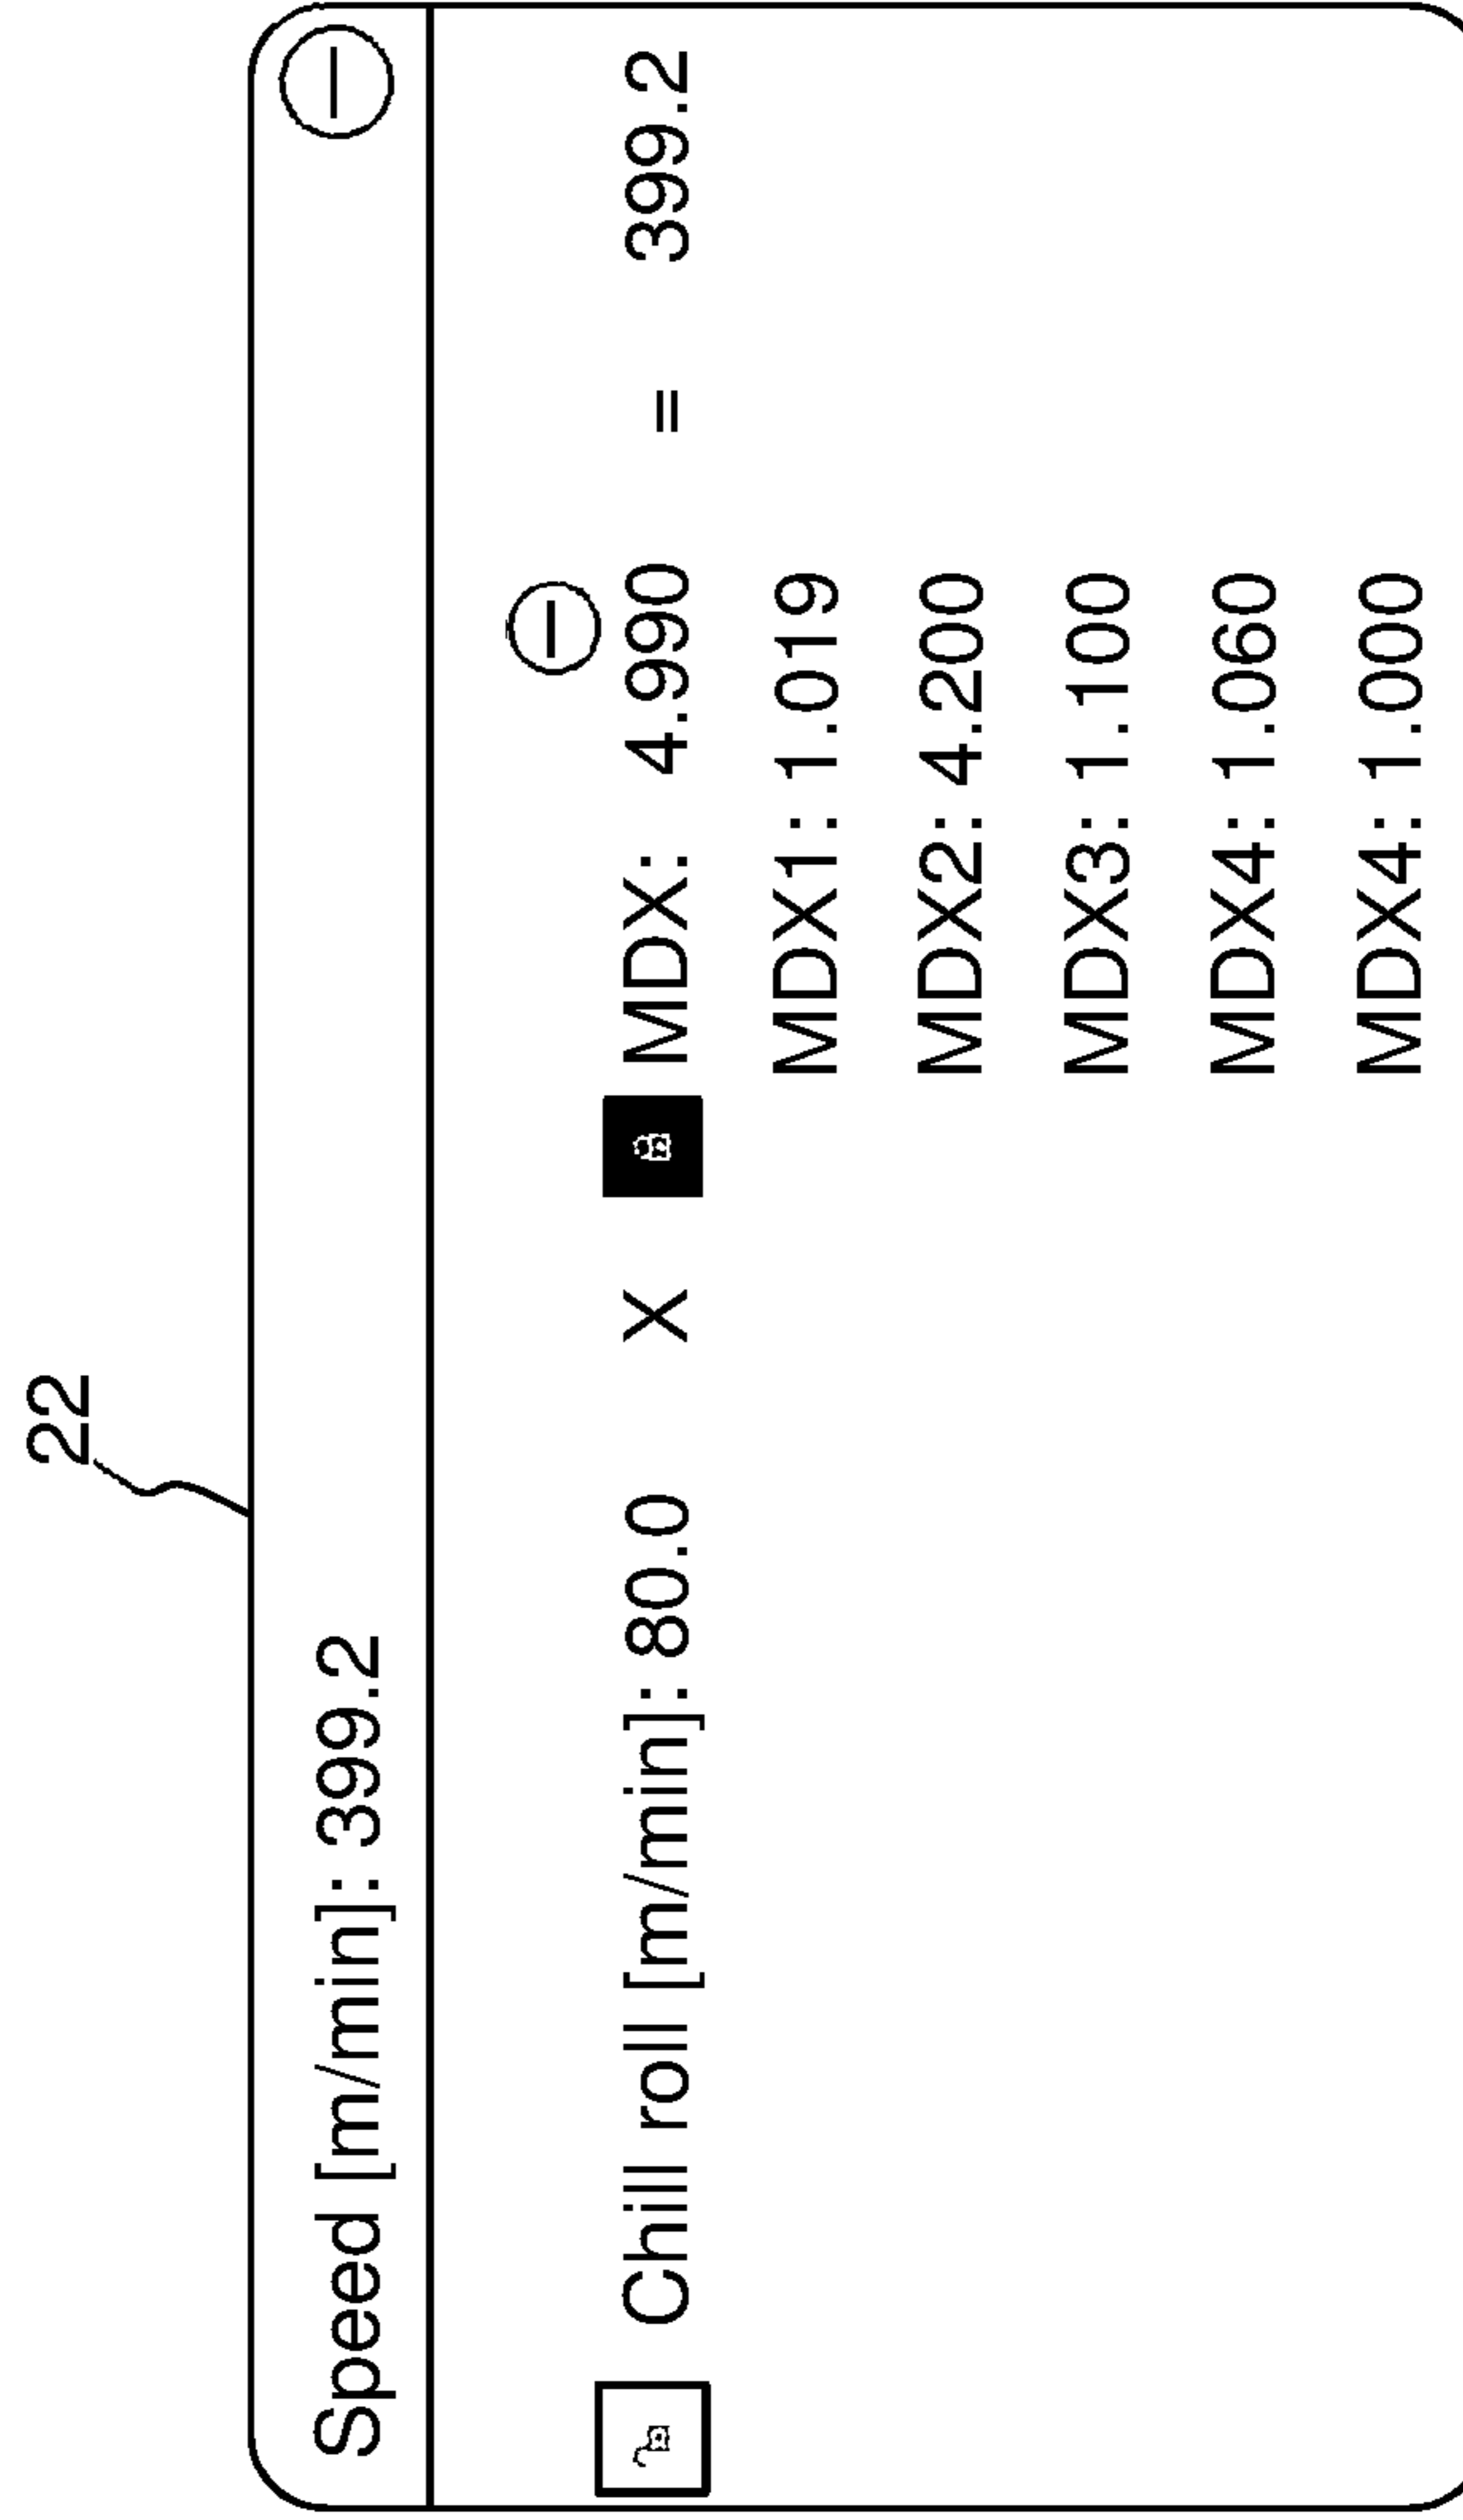 22
Speed [m/min]: 399.2
Chill roll [m/min]: 80.0 X MDX: 4.990 = 399.2
MDX1: 1.019
MDX2: 4.200
MDX3: 1.100
MDX4: 1.060
MDX4: 1.000